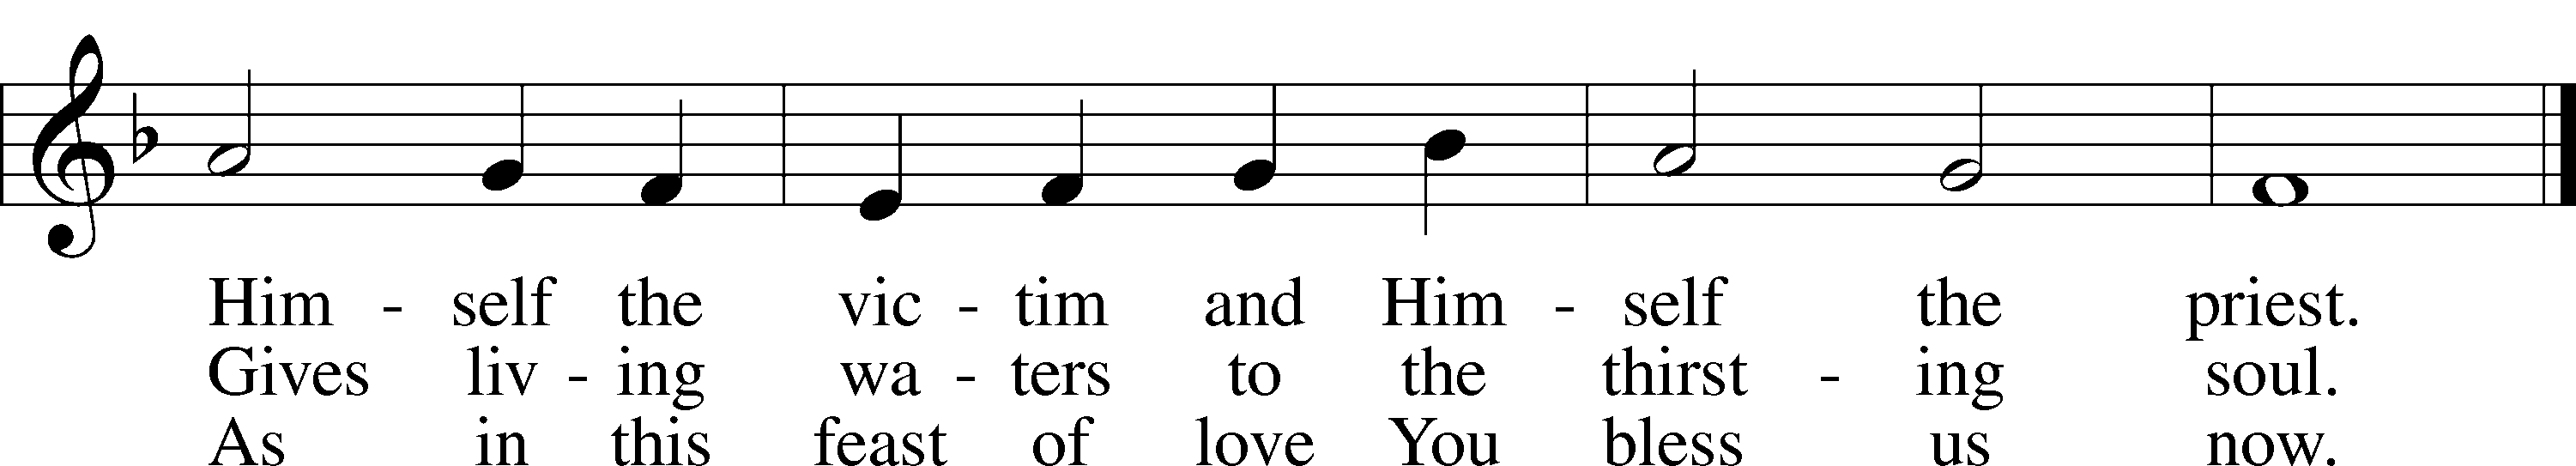 Him - self the vic - tim and Him - self the priest.
Gives liv - ing wa - ters to the thirst - ing soul.
As in this feast of love You bless us now.